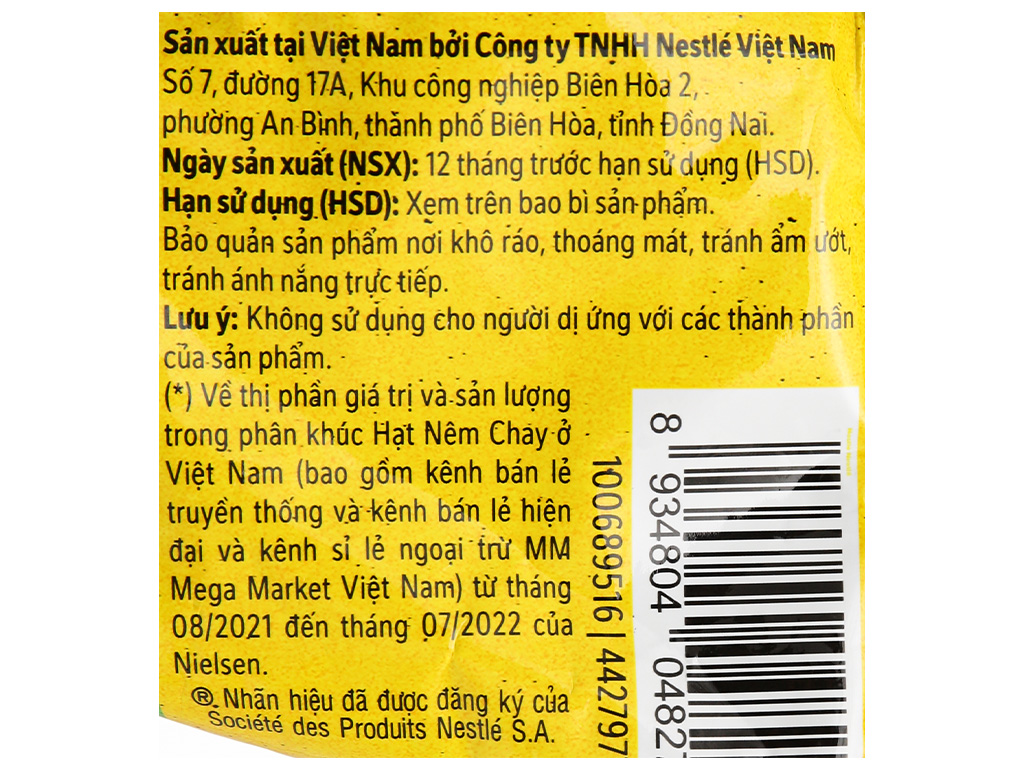 Sản xuất tại Việt Nam bởi Công ty TNHH Nestlé Việt Nam
Số 7, đường 17A, Khu công nghiệp Biên Hòa 2,
phường An Bình, thành phố Biên Hòa, tỉnh Đồng Nai.
Ngày sản xuất (NSX): 12 tháng trước hạn sử dụng (HSD).
Hạn sử dụng (HSD): Xem trên bao bì sản phẩm.
Bảo quản sản phẩm nơi khô ráo, thoáng mát, tránh ẩm ướt,
tránh ánh nắng trực tiếp.
Lưu ý: Không sử dụng cho người dị ứng với các thành phần
của sản phẩm.
(*) Về thị phần giá trị và sản lượng
trong phân khúc Hạt Nêm Chay ở
Việt Nam (bao gồm kênh bán lẻ
truyền thống và kênh bán lẻ hiện
đại và kênh sỉ lẻ ngoại trừ MM
Mega Market Việt Nam) từ tháng
08/2021 đến tháng 07/2022 của
Nielsen.
® Nhãn hiệu đã được đăng ký của
Société des Produits Nestlé S.A.
100689516 | 442797
8 934804 0482